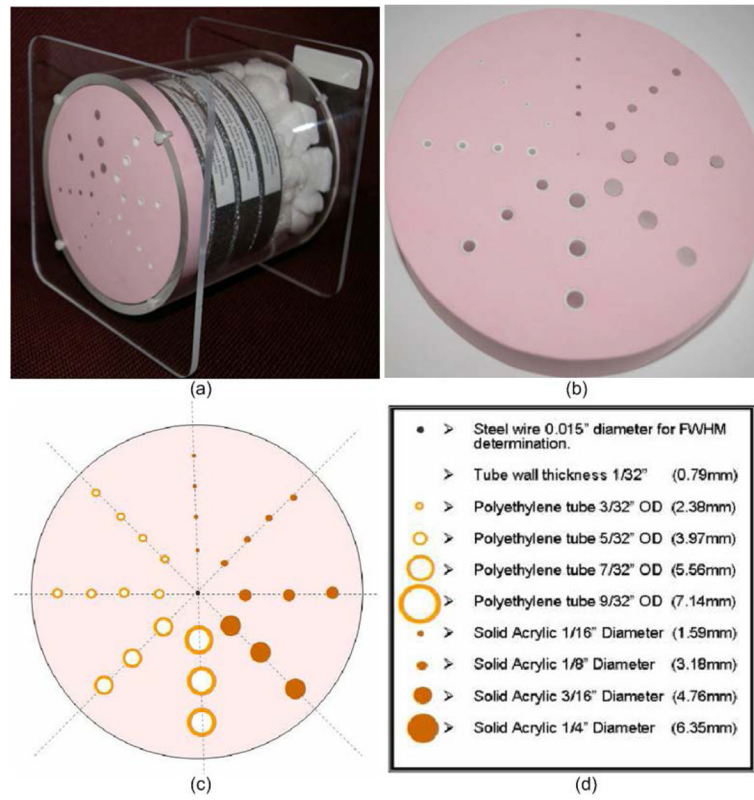 (a)
(b)
Steel wire 0.015" diameter for FWHM
determination.
Tube wall thickness 1/32" (0.79mm)
Polyethylene tube 3/32" OD (2.38mm)
Polyethylene tube 5/32" OD (3.97mm)
Polyethylene tube 7/32" OD (5.56mm)
Polyethylene tube 9/32" OD (7.14mm)
Solid Acrylic 1/16" Diameter (1.59mm)
Solid Acrylic 1/8" Diameter (3.18mm)
Solid Acrylic 3/16" Diameter (4.76mm)
Solid Acrylic 1/4" Diameter (6.35mm)
(c)
(d)